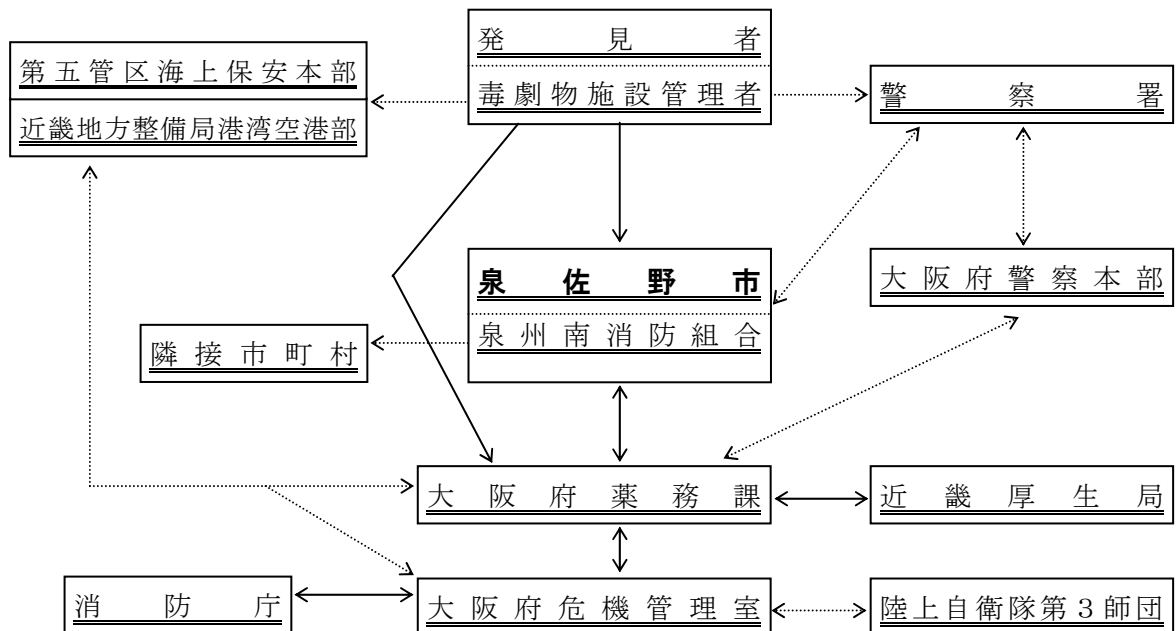 発見者
毒劇物施設管理者
第五管区海上保安本部
近畿地方整備局港湾空港部
警察署
泉佐野市
泉州南消防組合
大阪府警察本部
隣接市町村
大阪府薬務課
近畿厚生局
消防庁
大阪府危機管理室
陸上自衛隊第3師団